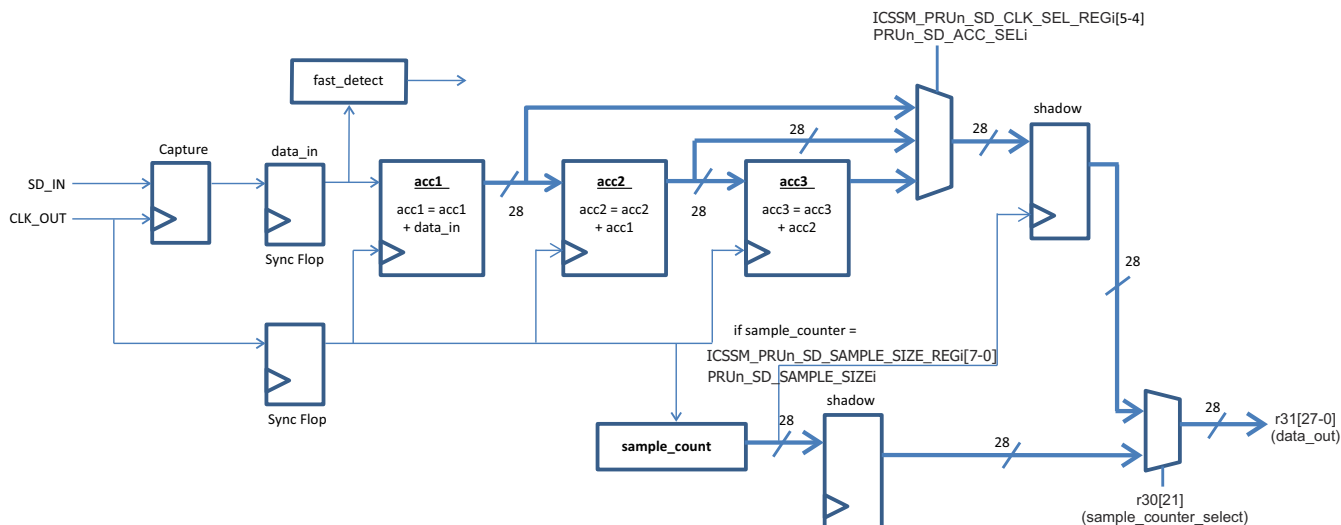 ICSSM_PRUn_SD_CLK_SEL_REGi[5-4]
PRUn_SD_ACC_SELi
fast_detect
shadow
Capture
data_in
28
28
SD_IN
CLK_OUT
acc1
acc1 = acc1
+ data_in
28
acc2
acc2 = acc2
+ acc1
28
acc3
acc3 = acc3
+ acc2
Sync Flop
28
if sample_counter =
ICSSM_PRUn_SD_SAMPLE_SIZE_REGi[7-0]
PRUn_SD_SAMPLE_SIZEi
Sync Flop
shadow
sample_count
28
28
28
r31[27-0]
(data_out)
r30[21]
(sample_counter_select)